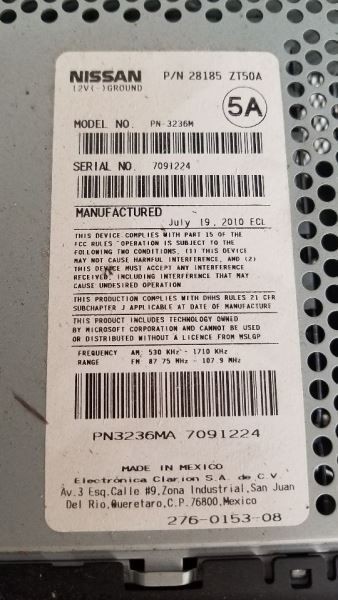 NISSAN P/N 28185 ZT50A
12V(-)GROUND
5A
MODEL NO. PN-3236M
SERIAL NO. 7091224
MANUFACTURED
July 19, 2010 FCL
THIS DEVICE COMPLIES WITH PART 15 OF THE
FCC RULES OPERATION IS SUBJECT TO THE
FOLLOWING TWO CONDITIONS, (1) THIS DEVICE
MAY NOT CAUSE HARMFUL INTERFERENCE, AND (2)
THIS DEVICE MUST ACCEPT ANY INTERFERENCE
RECEIVED, INCLUDING INTERFERENCE THAT MAY
CAUSE UNDESIRED OPERATION
THIS PRODUCTION COMPLIES WITH DHHS RULES 21 CFR
SUBCHAPTER J APPLICABLE AT DATE OF MANUFACTURE
THIS PRODUCT INCLUDES TECHNOLOGY OWNED
BY MICROSOFT CORPORATION AND CANNOT BE USED
OR DISTRIBUTED WITHOUT A LICENCE FROM MSLGP
FREQUENCY AM; 530 KHz - 1710 KHz
RANGE FM 87 75 MHz - 107.9 MHz
PN3236MA 7091224
MADE IN MEXICO
Electrónica Clarion S.A. de C.V.
Av.3 Esq.Calle #9,Zona Industrial,San Juan
Del Rio,Queretaro,C.P.76800,Mexico
276-0153-08